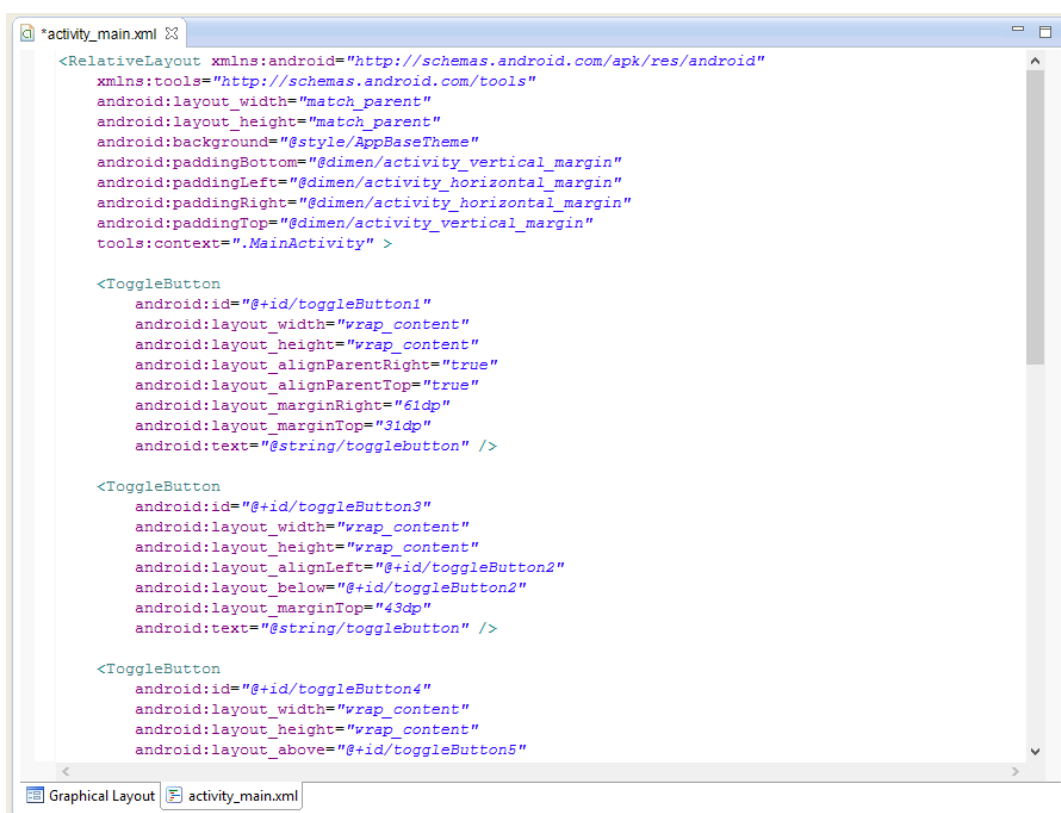 *activity_main.xml
<RelativeLayout xmlns:android="http://schemas.android.com/apk/res/android"
xmlns:tools="http://schemas.android.com/tools"
android:layout_width="match_parent"
android:layout_height="match_parent"
android:background="@style/AppBaseTheme"
android:paddingBottom="@dimen/activity_vertical_margin"
android:paddingLeft="@dimen/activity_horizontal_margin"
android:paddingRight="@dimen/activity_horizontal_margin"
android:paddingTop="@dimen/activity_vertical_margin"
tools:context=".MainActivity" >
<ToggleButton
android:id="@+id/toggleButton1"
android:layout_width="wrap_content"
android:layout_height="wrap_content"
android:layout_alignParentRight="true"
android:layout_alignParentTop="true"
android:layout_marginRight="61dp"
android:layout_marginTop="31dp"
android:text="@string/togglebutton" />
<ToggleButton
android:id="@+id/toggleButton3"
android:layout_width="wrap_content"
android:layout_height="wrap_content"
android:layout_alignLeft="@+id/toggleButton2"
android:layout_below="@+id/toggleButton2"
android:layout_marginTop="43dp"
android:text="@string/togglebutton" />
<ToggleButton
android:id="@+id/toggleButton4"
android:layout_width="wrap_content"
android:layout_height="wrap_content"
android:layout_above="@+id/toggleButton5"
Graphical Layout activity_main.xml